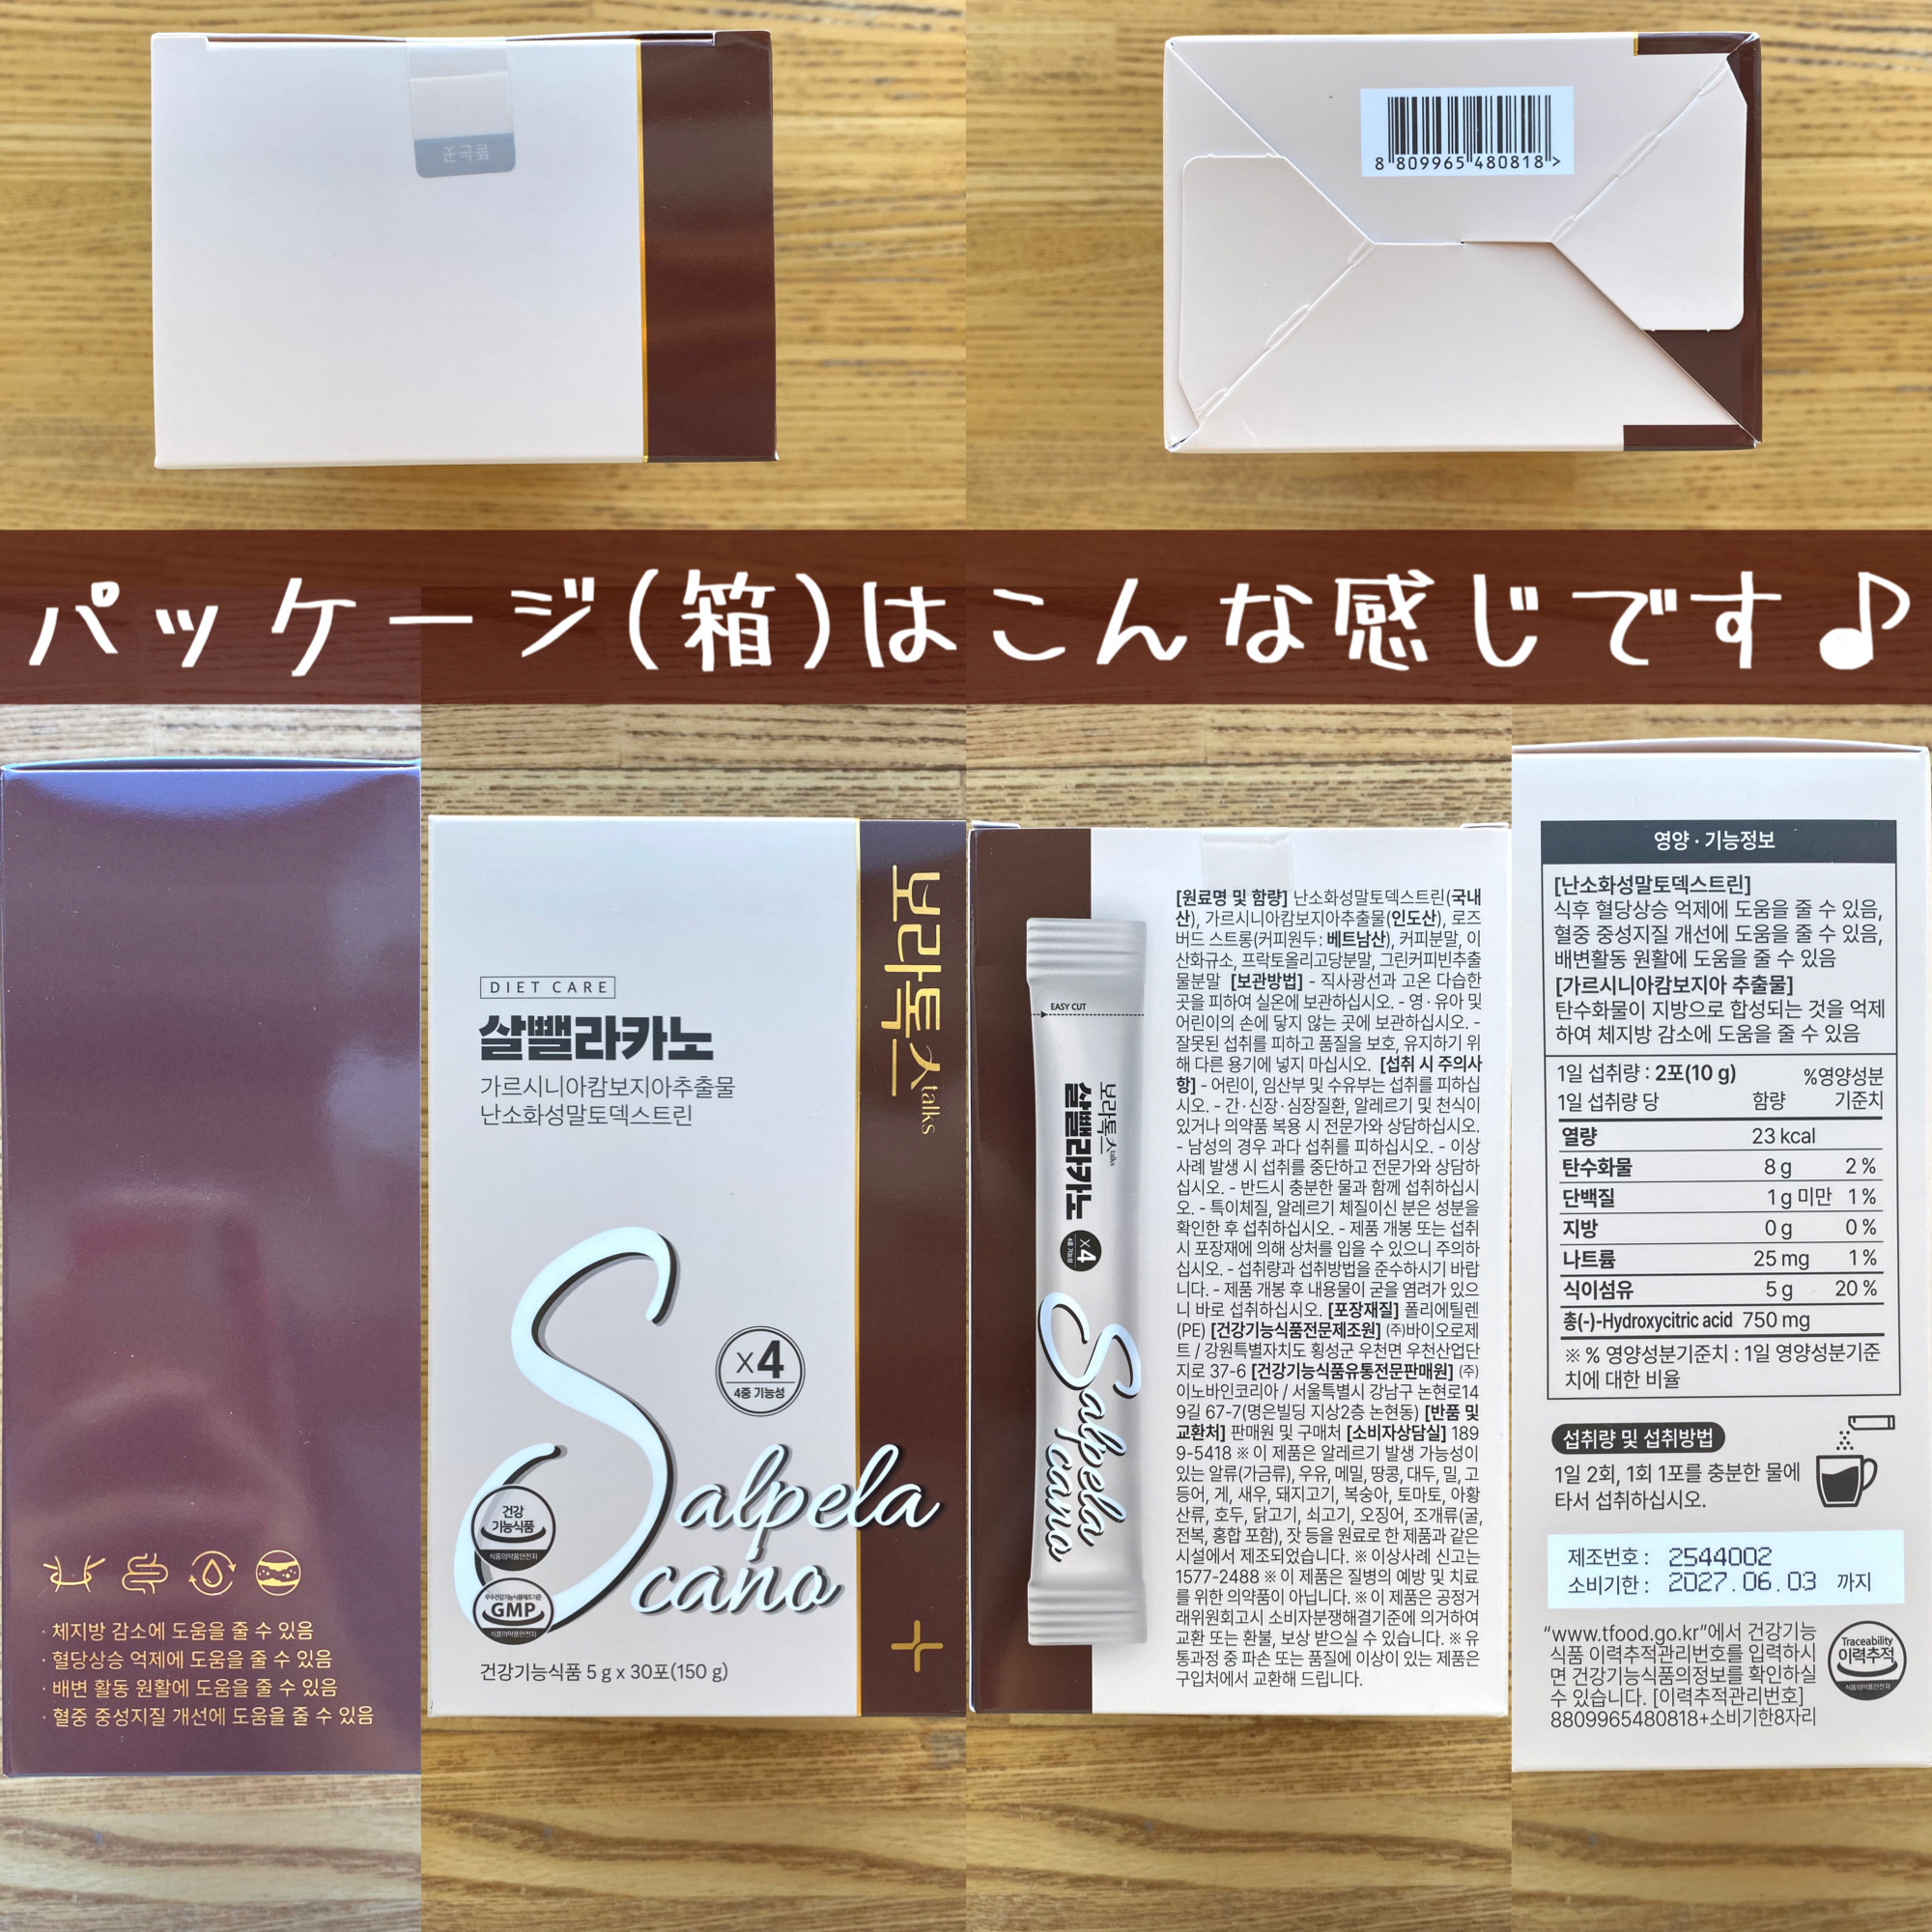 뜯는곳
8 809965 480818 >
パッケージ(箱)はこんな感じです♪
· 체지방 감소에 도움을 줄 수 있음
· 혈당상승 억제에 도움을 줄 수 있음
· 배변 활동 원활에 도움을 줄 수 있음
· 혈중 중성지질 개선에 도움을 줄 수 있음
보라톡스 talks
DIET CARE
살뺄라카노
가르시니아캄보지아추출물
난소화성말토덱스트린
x4
4중 기능성
Salpela
cano
건강
기능식품
식품의약품안전처
우수건강기능식품제조기준
GMP
식품의약품안전처
건강기능식품 5 g x 30포(150 g)
EASY CUT
보라톡스 talks
살뺄라카노
x4
4중 기능성
Salpela
cano
[원료명 및 함량] 난소화성말토덱스트린(국내
산), 가르시니아캄보지아추출물(인도산), 로즈
버드 스트롱(커피원두: 베트남산), 커피분말, 이
산화규소, 프락토올리고당분말, 그린커피빈추출
물분말 [보관방법] - 직사광선과 고온 다습한
곳을 피하여 실온에 보관하십시오. - 영·유아 및
어린이의 손에 닿지 않는 곳에 보관하십시오. -
잘못된 섭취를 피하고 품질을 보호, 유지하기 위
해 다른 용기에 넣지 마십시오. [섭취 시 주의사
항] - 어린이, 임산부 및 수유부는 섭취를 피하십
시오. - 간·신장·심장질환, 알레르기 및 천식이
있거나 의약품 복용 시 전문가와 상담하십시오.
- 남성의 경우 과다 섭취를 피하십시오. - 이상
사례 발생 시 섭취를 중단하고 전문가와 상담하
십시오. - 반드시 충분한 물과 함께 섭취하십시
오. - 특이체질, 알레르기 체질이신 분은 성분을
확인한 후 섭취하십시오. - 제품 개봉 또는 섭취
시 포장재에 의해 상처를 입을 수 있으니 주의하
십시오. - 섭취량과 섭취방법을 준수하시기 바랍
니다. - 제품 개봉 후 내용물이 굳을 염려가 있으
니 바로 섭취하십시오. [포장재질] 폴리에틸렌
(PE) [건강기능식품전문제조원] ㈜바이오로제
트 / 강원특별자치도 횡성군 우천면 우천산업단
지로 37-6 [건강기능식품유통전문판매원] ㈜
이노바인코리아 / 서울특별시 강남구 논현로14
9길 67-7(명은빌딩 지상2층 논현동) [반품 및
교환처] 판매원 및 구매처 [소비자상담실] 189
9-5418 ※ 이 제품은 알레르기 발생 가능성이
있는 알류(가금류), 우유, 메밀, 땅콩, 대두, 밀, 고
등어, 게, 새우, 돼지고기, 복숭아, 토마토, 아황
산류, 호두, 닭고기, 쇠고기, 오징어, 조개류(굴,
전복, 홍합 포함), 잣 등을 원료로 한 제품과 같은
시설에서 제조되었습니다. ※ 이상사례 신고는
1577-2488 ※ 이 제품은 질병의 예방 및 치료
를 위한 의약품이 아닙니다. ※ 이 제품은 공정거
래위원회고시 소비자분쟁해결기준에 의거하여
교환 또는 환불, 보상 받으실 수 있습니다. ※ 유
통과정 중 파손 또는 품질에 이상이 있는 제품은
구입처에서 교환해 드립니다.
영양 · 기능정보
[난소화성말토덱스트린]
식후 혈당상승 억제에 도움을 줄 수 있음,
혈중 중성지질 개선에 도움을 줄 수 있음,
배변활동 원활에 도움을 줄 수 있음
[가르시니아캄보지아 추출물]
탄수화물이 지방으로 합성되는 것을 억제
하여 체지방 감소에 도움을 줄 수 있음
1일 섭취량 : 2포(10 g) %영양성분
1일 섭취량 당 함량 기준치
열량 23 kcal
탄수화물 8 g 2 %
단백질 1 g 미만 1 %
지방 0 g 0 %
나트륨 25 mg 1 %
식이섬유 5 g 20 %
총(-)-Hydroxycitric acid 750 mg
※ % 영양성분기준치 : 1일 영양성분기준
치에 대한 비율
섭취량 및 섭취방법
1일 2회, 1회 1포를 충분한 물에
타서 섭취하십시오.
제조번호 : 2544002
소비기한 : 2027.06.03 까지
“www.tfood.go.kr”에서 건강기능
식품 이력추적관리번호를 입력하시
면 건강기능식품의정보를 확인하실
수 있습니다. [이력추적관리번호]
8809965480818+소비기한8자리
Traceability
이력추적
식품의약품안전처